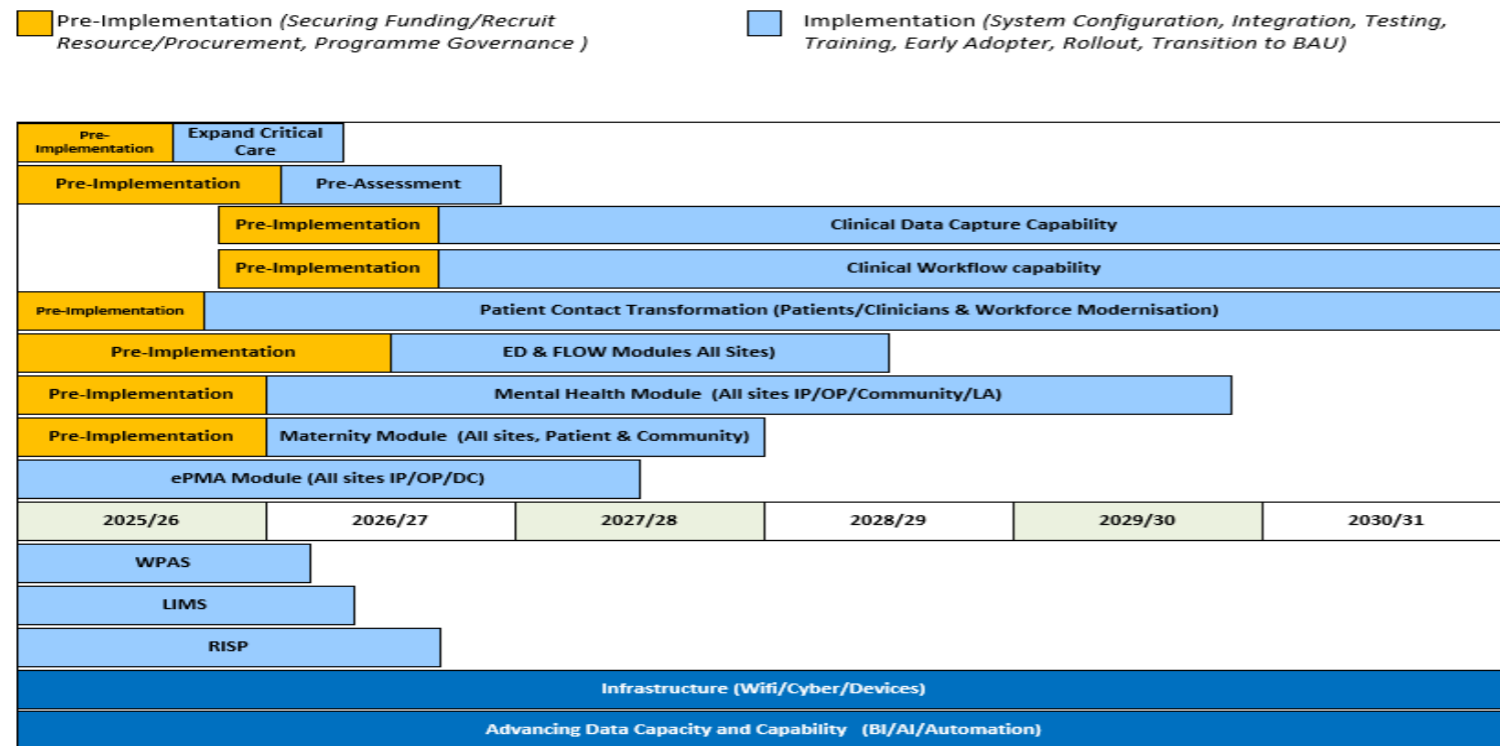 Pre-Implementation (Securing Funding/Recruit
Resource/Procurement, Programme Governance )
Implementation (System Configuration, Integration, Testing,
Training, Early Adopter, Rollout, Transition to BAU)
Pre-
Implementation
Expand Critical
Care
Pre-Implementation
Pre-Assessment
Pre-Implementation
Clinical Data Capture Capability
Pre-Implementation
Clinical Workflow capability
Pre-Implementation
Patient Contact Transformation (Patients/Clinicians & Workforce Modernisation)
Pre-Implementation
ED & FLOW Modules All Sites)
Pre-Implementation
Mental Health Module (All sites IP/OP/Community/LA)
Pre-Implementation
Maternity Module (All sites, Patient & Community)
ePMA Module (All sites IP/OP/DC)
2025/26
2026/27
2027/28
2028/29
2029/30
2030/31
WPAS
LIMS
RISP
Infrastructure (Wifi/Cyber/Devices)
Advancing Data Capacity and Capability (BI/AI/Automation)